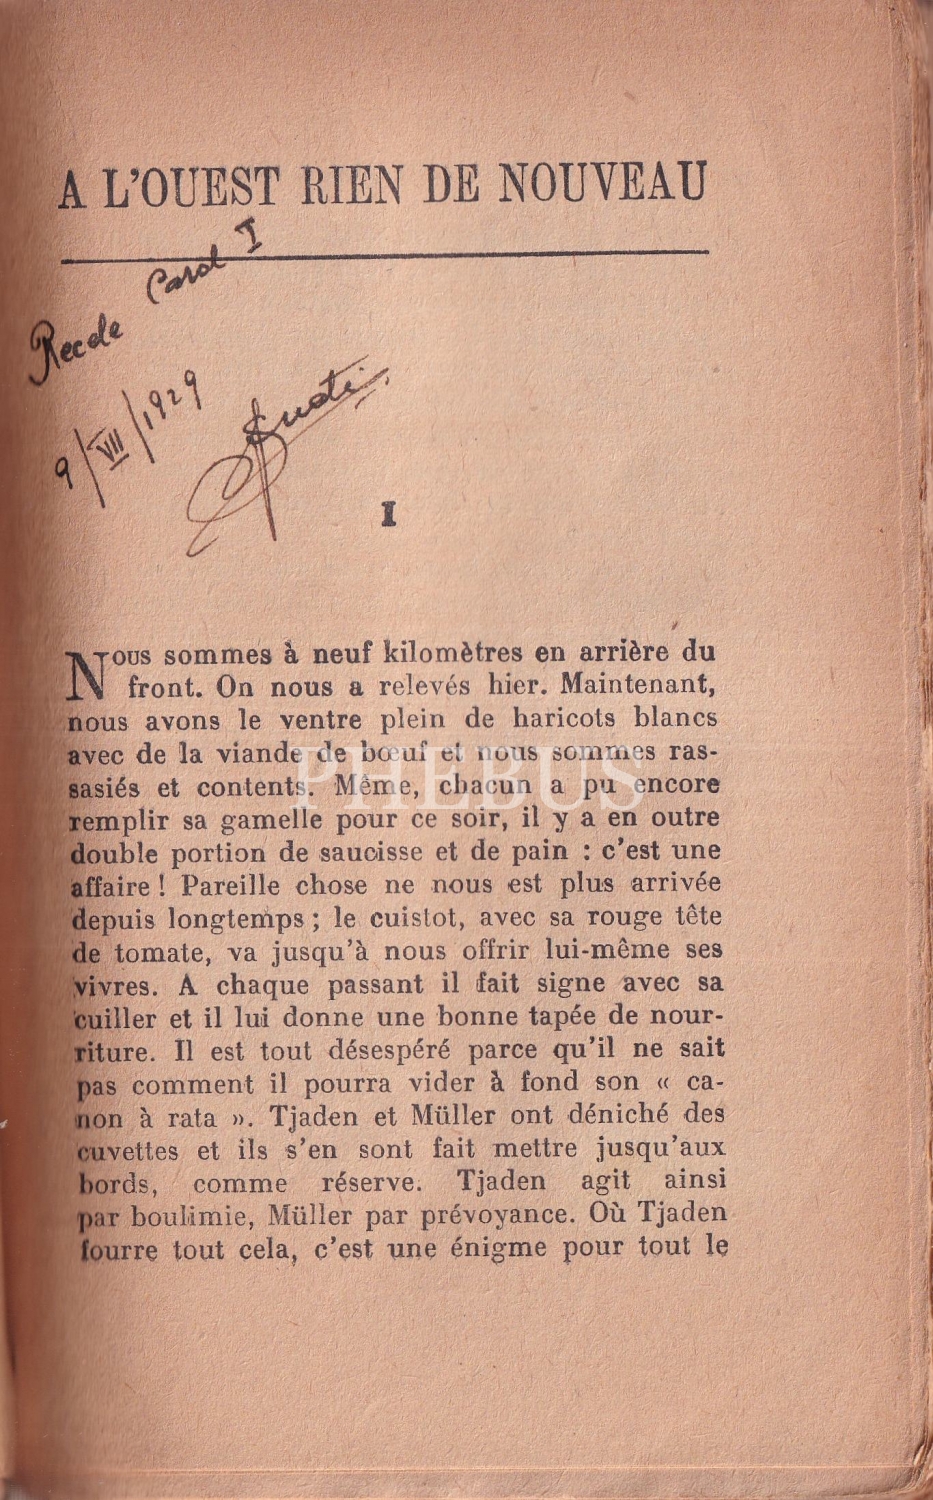 A L'OUEST RIEN DE NOUVEAU
Carol I
9/VII/1929
I
Nous sommes à neuf kilomètres en arrière du
front. On nous a relevés hier. Maintenant,
nous avons le ventre plein de haricots blancs
avec de la viande de bœuf et nous sommes ras-
sasiés et contents. Même, chacun a pu encore
remplir sa gamelle pour ce soir, il y a en outre
double portion de saucisse et de pain : c'est une
affaire ! Pareille chose ne nous est plus arrivée
depuis longtemps ; le cuistot, avec sa rouge tête
de tomate, va jusqu'à nous offrir lui-même ses
vivres. A chaque passant il fait signe avec sa
cuiller et il lui donne une bonne tapée de nour-
riture. Il est tout désespéré parce qu'il ne sait
pas comment il pourra vider à fond son « ca-
non à rata ». Tjaden et Müller ont déniché des
cuvettes et ils s'en sont fait mettre jusqu'aux
bords, comme réserve. Tjaden agit ainsi
par boulimie, Müller par prévoyance. Où Tjaden
fourre tout cela, c'est une énigme pour tout le
PHEBUS